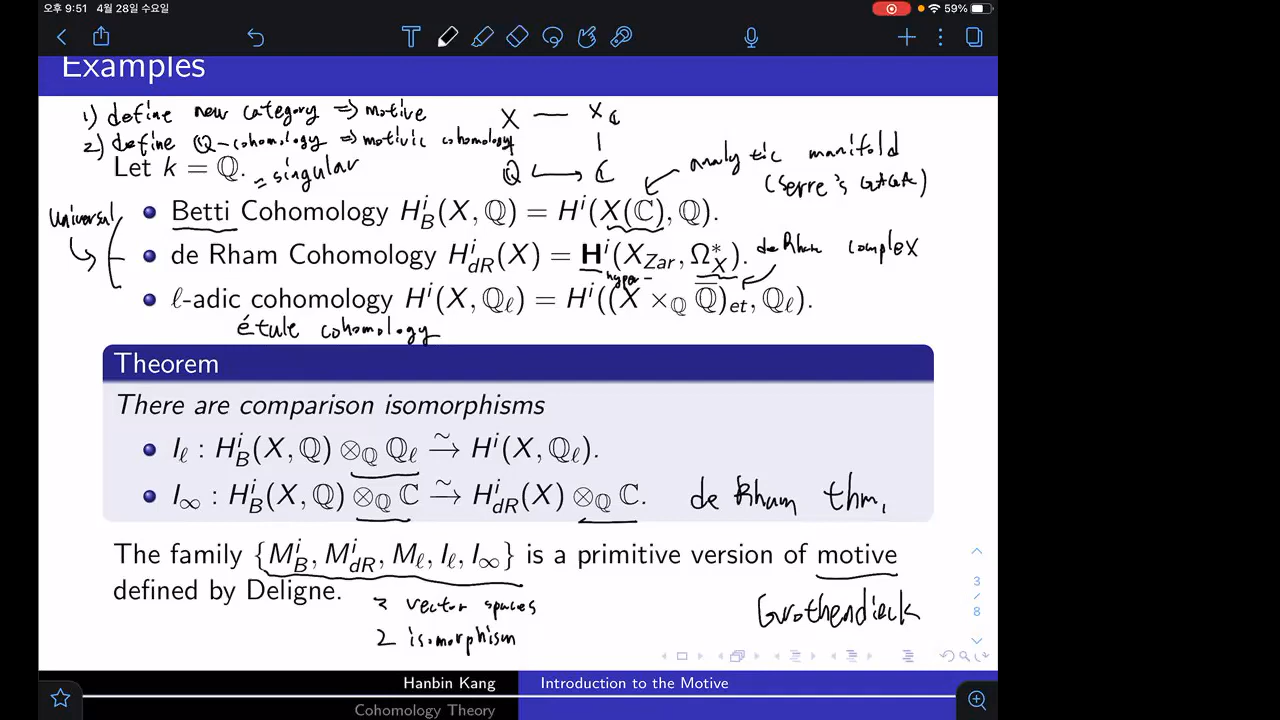 오후 9:51 4월 28일 수요일
59%
Examples
1) define new category ⇒ motive
2) define Q-cohomology ⇒ motivic cohomology
X — X_C
Q ⟷ C
Let k = ℚ.
= singular
analytic manifold
(Serre's GAGA)
Universal
• Betti Cohomology H^i_B(X, ℚ) = H^i(X(ℂ), ℚ).
• de Rham Cohomology H^i_dR(X) = 𝐇^i(X_Zar, Ω*_X).
de Rham complex
hyper-
• ℓ-adic cohomology H^i(X, ℚ_ℓ) = H^i((X ×_ℚ ℚ̅)_et, ℚ_ℓ).
étule cohomology
Theorem
There are comparison isomorphisms
• I_ℓ : H^i_B(X, ℚ) ⊗_ℚ ℚ_ℓ ⥲ H^i(X, ℚ_ℓ).
• I_∞ : H^i_B(X, ℚ) ⊗_ℚ ℂ ⥲ H^i_dR(X) ⊗_ℚ ℂ.
de Rham thm.
The family {M^i_B, M^i_dR, M_ℓ, I_ℓ, I_∞} is a primitive version of motive
defined by Deligne.
3 vector spaces
2 isomorphism
Grothendieck
3
/
8
Hanbin Kang
Introduction to the Motive
Cohomology Theory